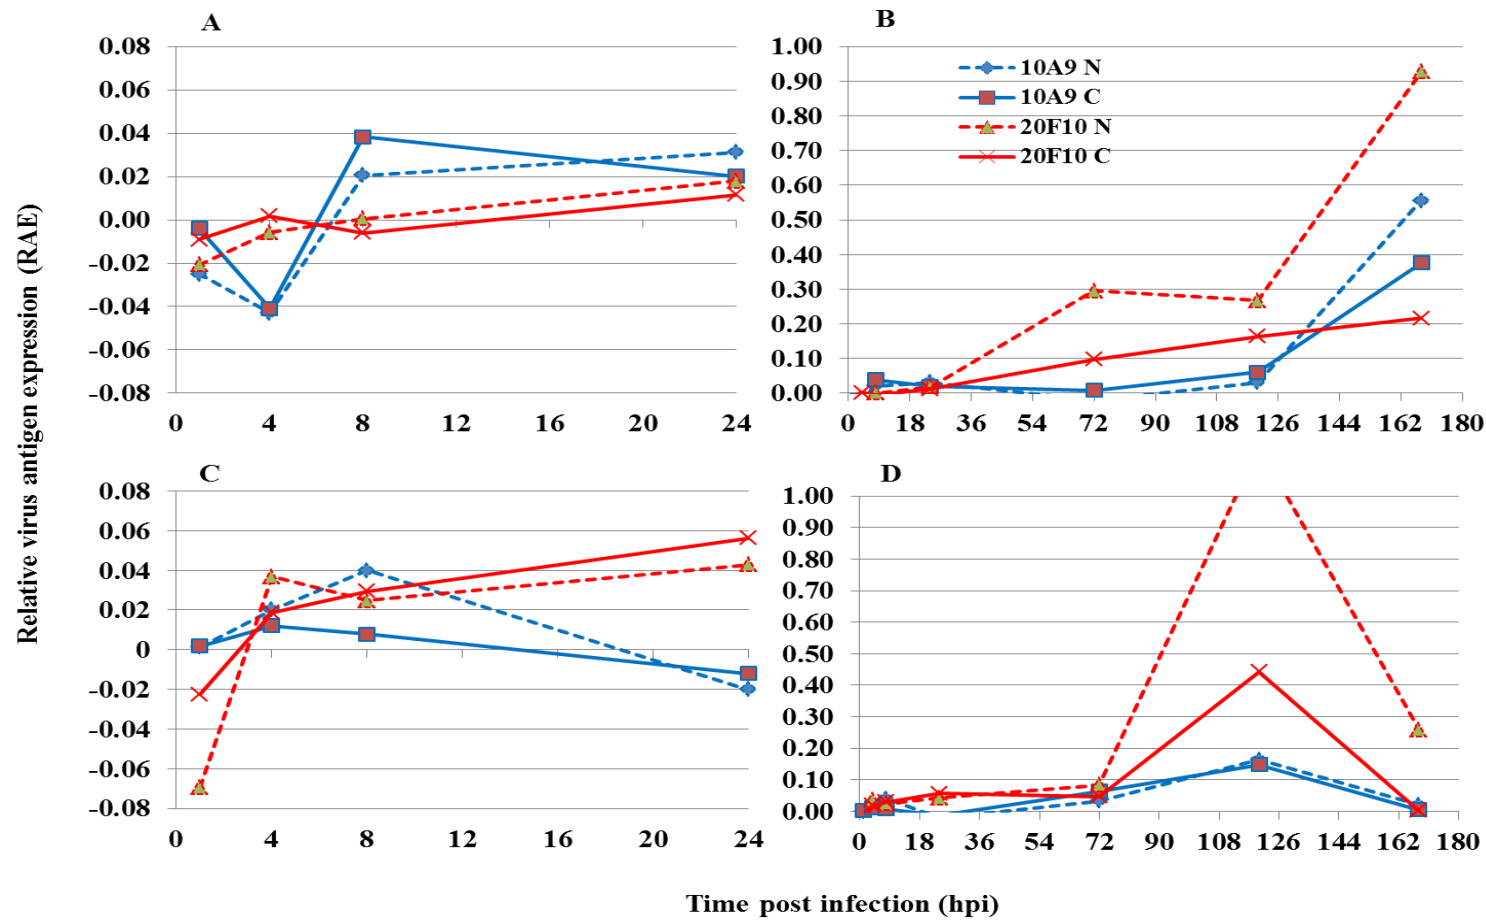 A
0.08
0.06
0.04
0.02
0.00
-0.02
-0.04
-0.06
-0.08
0 4 8 12 16 20 24
B
1.00
0.90
0.80
0.70
0.60
0.50
0.40
0.30
0.20
0.10
0.00
0 18 36 54 72 90 108 126 144 162 180
10A9 N
10A9 C
20F10 N
20F10 C
C
0.08
0.06
0.04
0.02
0
-0.02
-0.04
-0.06
-0.08
0 4 8 12 16 20 24
D
1.00
0.90
0.80
0.70
0.60
0.50
0.40
0.30
0.20
0.10
0.00
0 18 36 54 72 90 108 126 144 162 180
Relative virus antigen expression (RAE)
Time post infection (hpi)